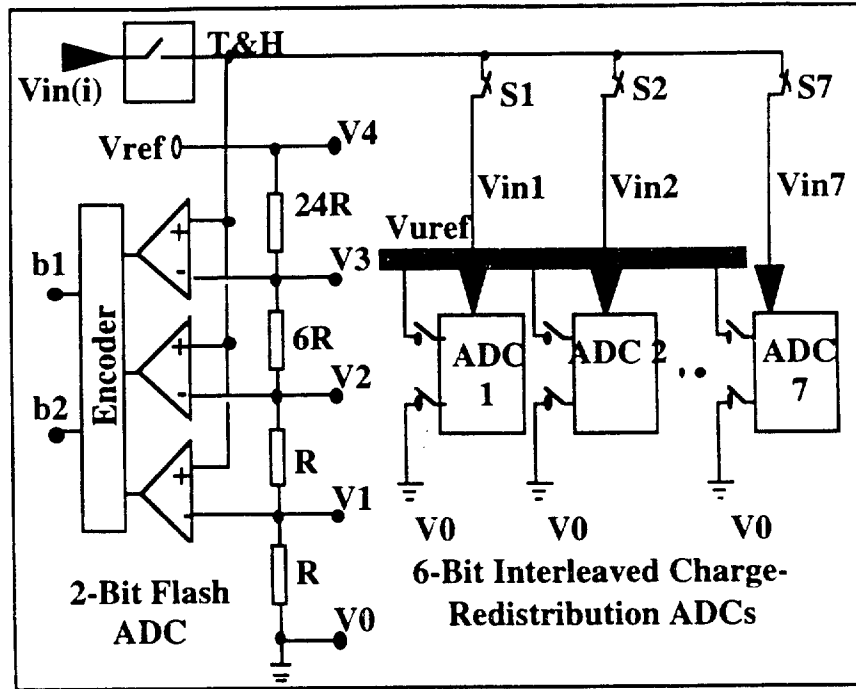 T&H
Vin(i)
S1
S2
S7
Vref
V4
Vin1
Vin2
Vin7
24R
Vuref
b1
V3
Encoder
6R
ADC 1
ADC 2
ADC 7
V2
b2
R
V1
V0
V0
V0
R
2-Bit Flash
ADC
V0
6-Bit Interleaved Charge-
Redistribution ADCs